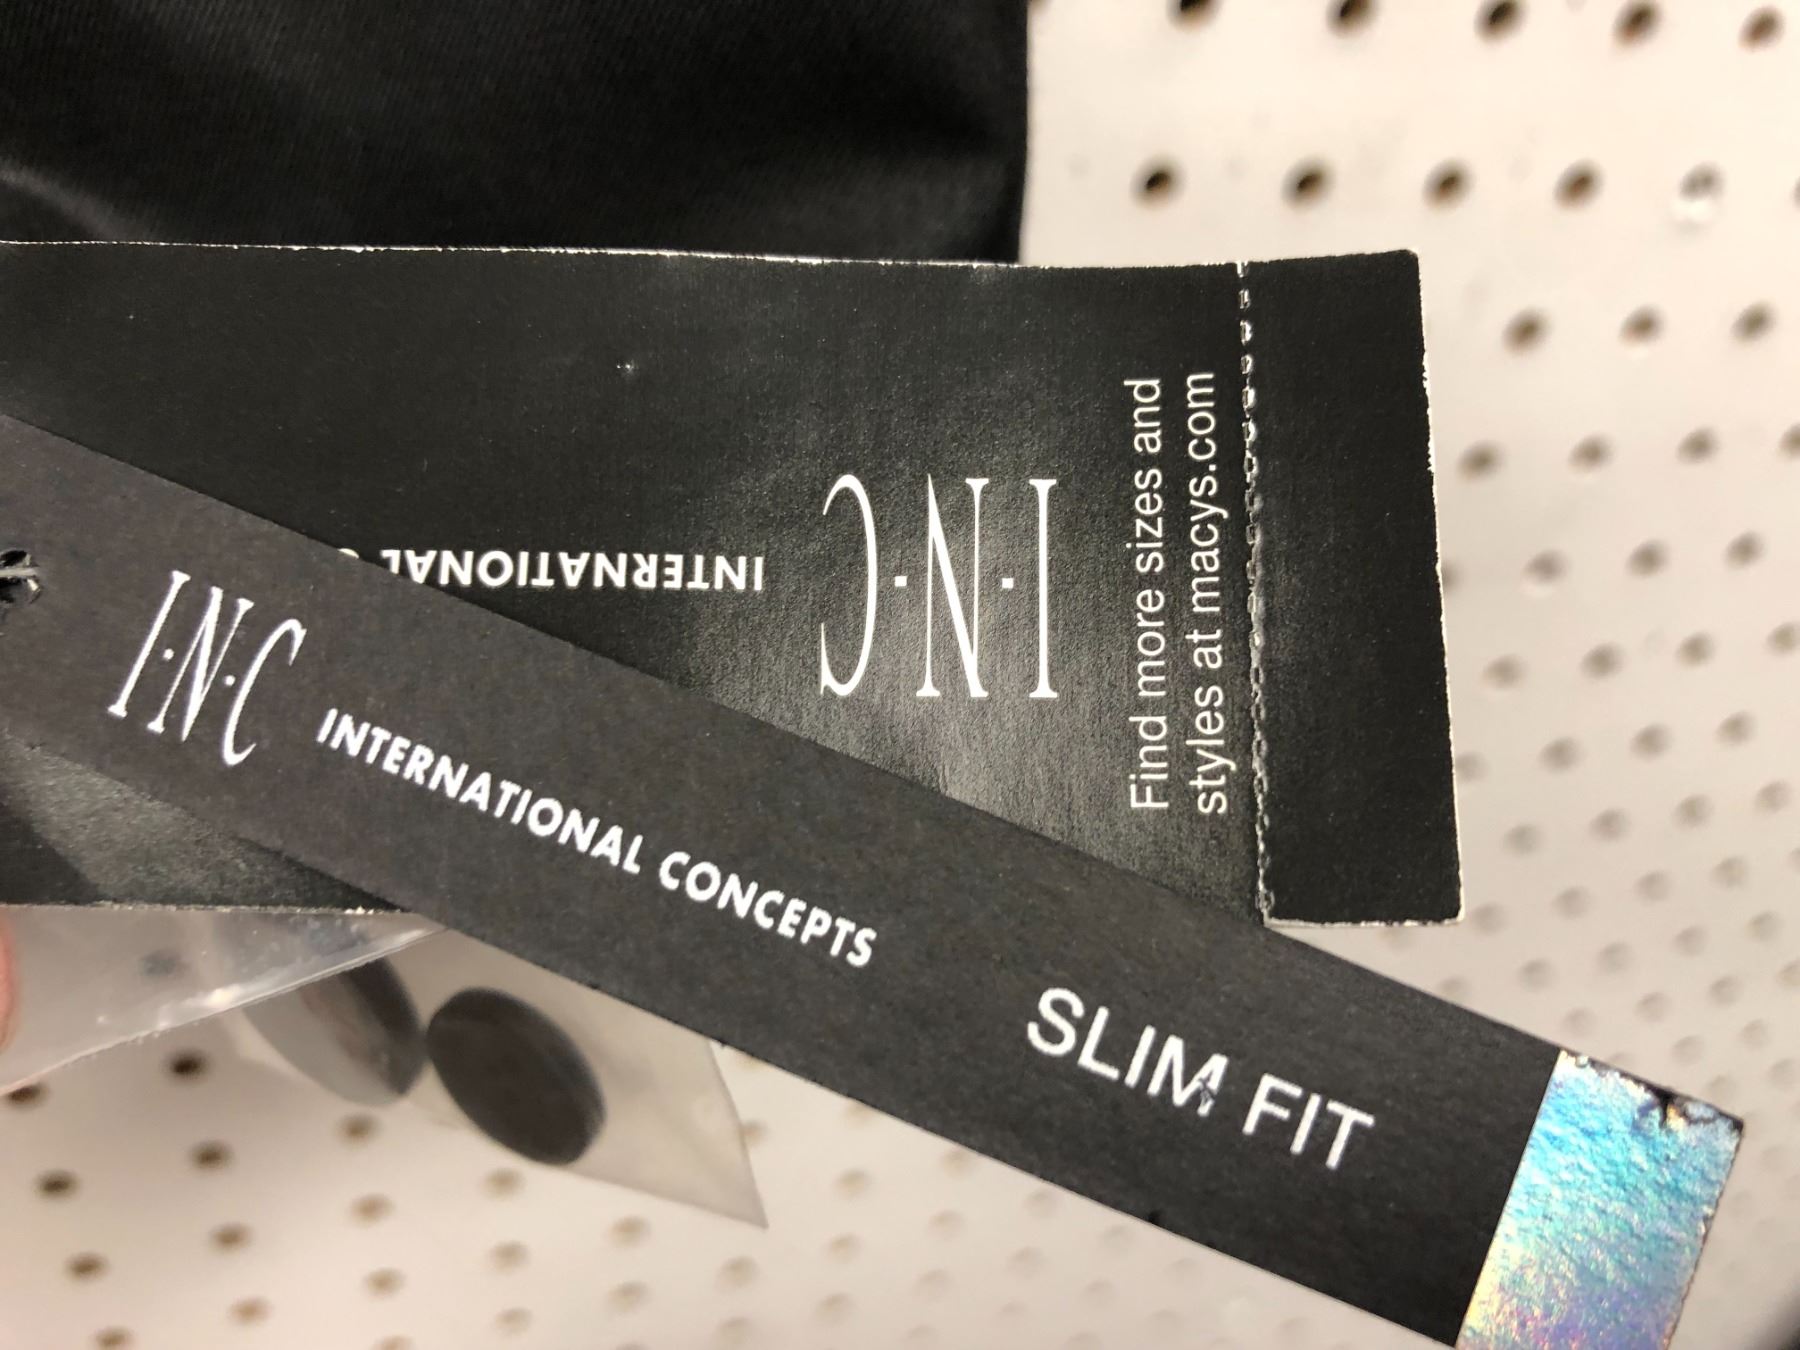 I·N·C
INTERNATIONAL
Find more sizes and
styles at macys.com
I·N·C
INTERNATIONAL CONCEPTS
SLIM FIT